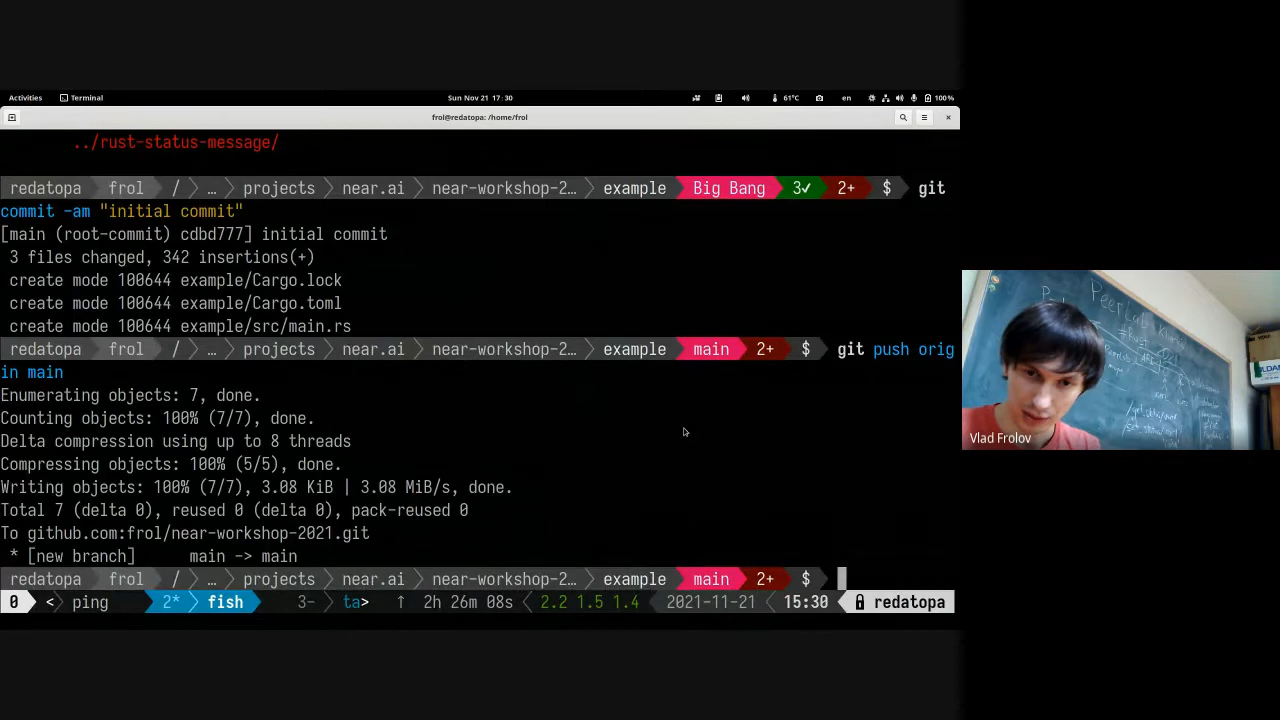 Activities Terminal Sun Nov 21 17:30 61°C en 100%
frol@redatopa: /home/frol
../rust-status-message/
redatopa frol / … projects near.ai near-workshop-2… example Big Bang 3✓ 2+ $ git
commit -am "initial commit"
[main (root-commit) cdbd777] initial commit
3 files changed, 342 insertions(+)
create mode 100644 example/Cargo.lock
create mode 100644 example/Cargo.toml
create mode 100644 example/src/main.rs
redatopa frol / … projects near.ai near-workshop-2… example main 2+ $ git push orig
in main
Enumerating objects: 7, done.
Counting objects: 100% (7/7), done.
Delta compression using up to 8 threads
Compressing objects: 100% (5/5), done.
Writing objects: 100% (7/7), 3.08 KiB | 3.08 MiB/s, done.
Total 7 (delta 0), reused 0 (delta 0), pack-reused 0
To github.com:frol/near-workshop-2021.git
* [new branch] main -> main
redatopa frol / … projects near.ai near-workshop-2… example main 2+ $
0 < ping 2* fish 3- ta> ↑ 2h 26m 08s 2.2 1.5 1.4 2021-11-21 15:30 redatopa
PeerLab
Vlad Frolov